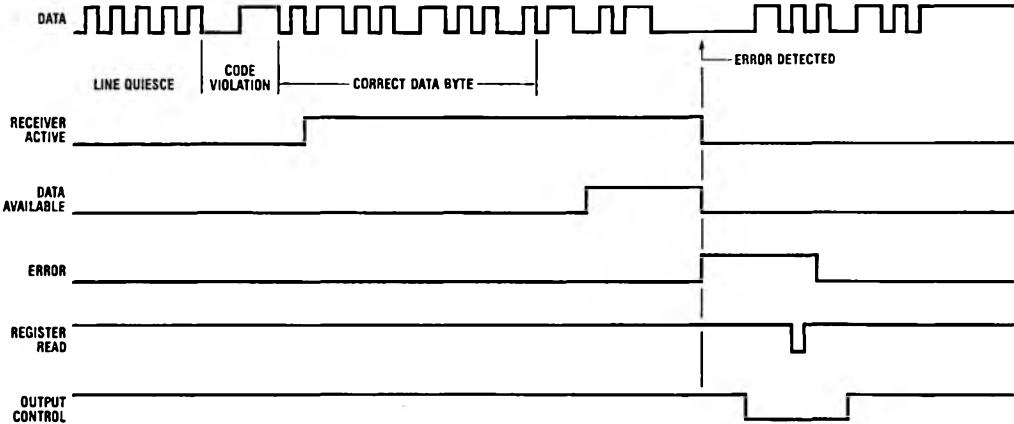 DATA
ERROR DETECTED
LINE QUIESCE
CODE
VIOLATION
CORRECT DATA BYTE
RECEIVER
ACTIVE
DATA
AVAILABLE
ERROR
REGISTER
READ
OUTPUT
CONTROL